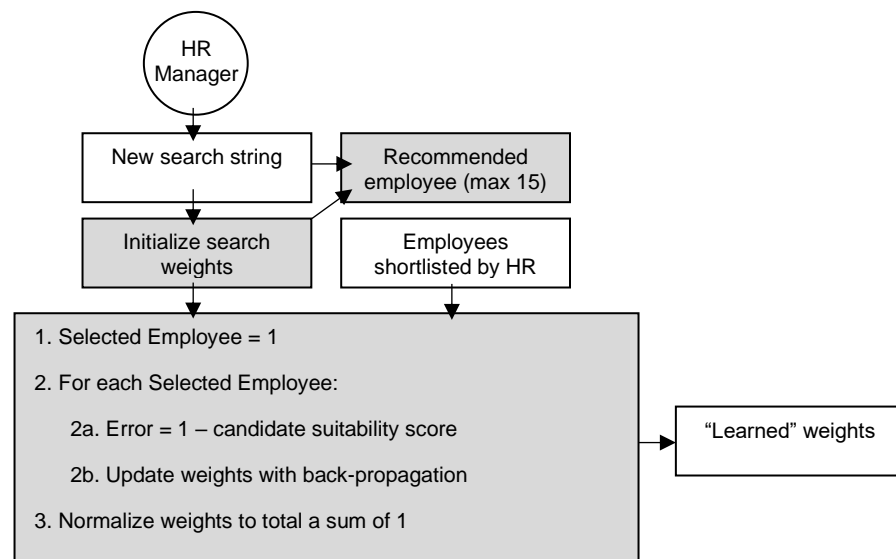 HR
Manager
New search string
Recommended
employee (max 15)
Initialize search
weights
Employees
shortlisted by HR
1. Selected Employee = 1
2. For each Selected Employee:
2a. Error = 1 – candidate suitability score
2b. Update weights with back-propagation
3. Normalize weights to total a sum of 1
“Learned” weights